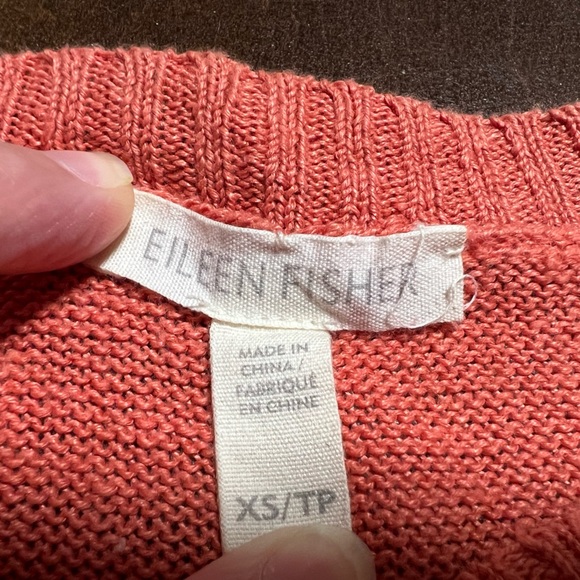 EILEEN FISHER
MADE IN
CHINA/
FABRIQUÉ
EN CHINE
XS/TP